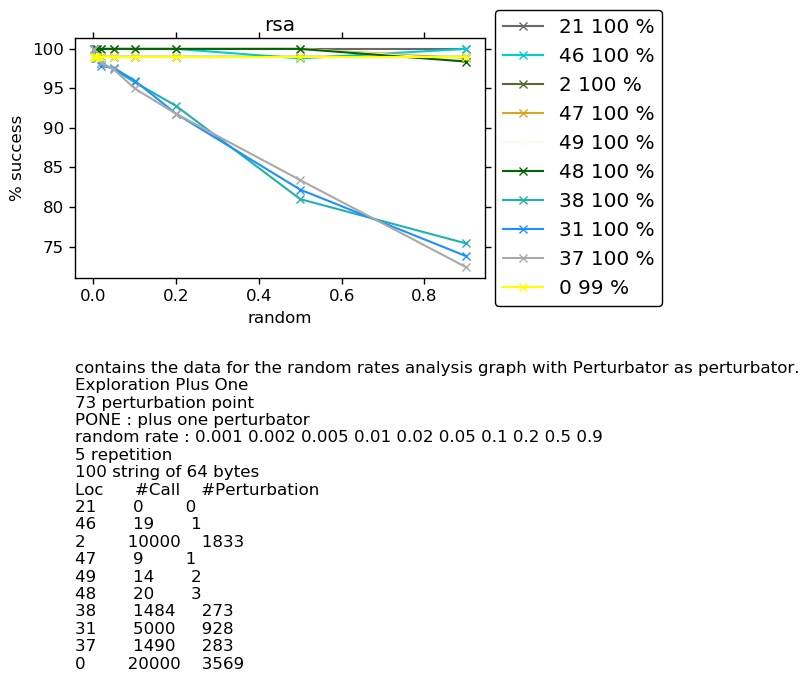 rsa
100
95
90
85
80
75
% success
0.0 0.2 0.4 0.6 0.8
random
21 100 %
46 100 %
2 100 %
47 100 %
49 100 %
48 100 %
38 100 %
31 100 %
37 100 %
0 99 %
contains the data for the random rates analysis graph with Perturbator as perturbator.
Exploration Plus One
73 perturbation point
PONE : plus one perturbator
random rate : 0.001 0.002 0.005 0.01 0.02 0.05 0.1 0.2 0.5 0.9
5 repetition
100 string of 64 bytes
Loc #Call #Perturbation
21 0 0
46 19 1
2 10000 1833
47 9 1
49 14 2
48 20 3
38 1484 273
31 5000 928
37 1490 283
0 20000 3569